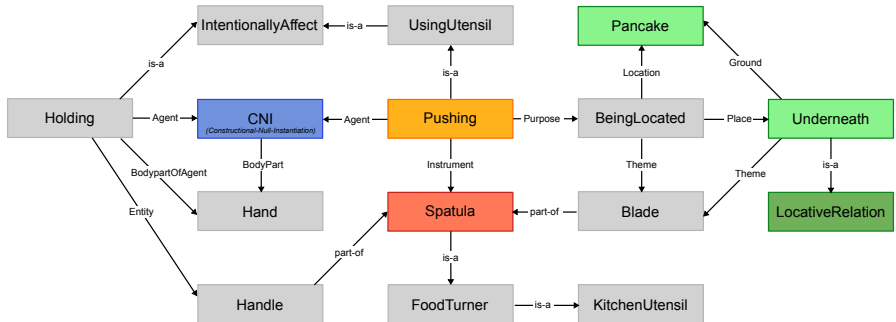 IntentionallyAffect
is-a
UsingUtensil
Pancake
is-a
is-a
Location
Ground
Holding
Agent
CNI
(Constructional-Null-Instantiation)
Agent
Pushing
Purpose
BeingLocated
Place
Underneath
BodypartOfAgent
BodyPart
Instrument
Theme
Theme
is-a
Entity
Hand
part-of
Spatula
part-of
Blade
LocativeRelation
is-a
Handle
FoodTurner
is-a
KitchenUtensil